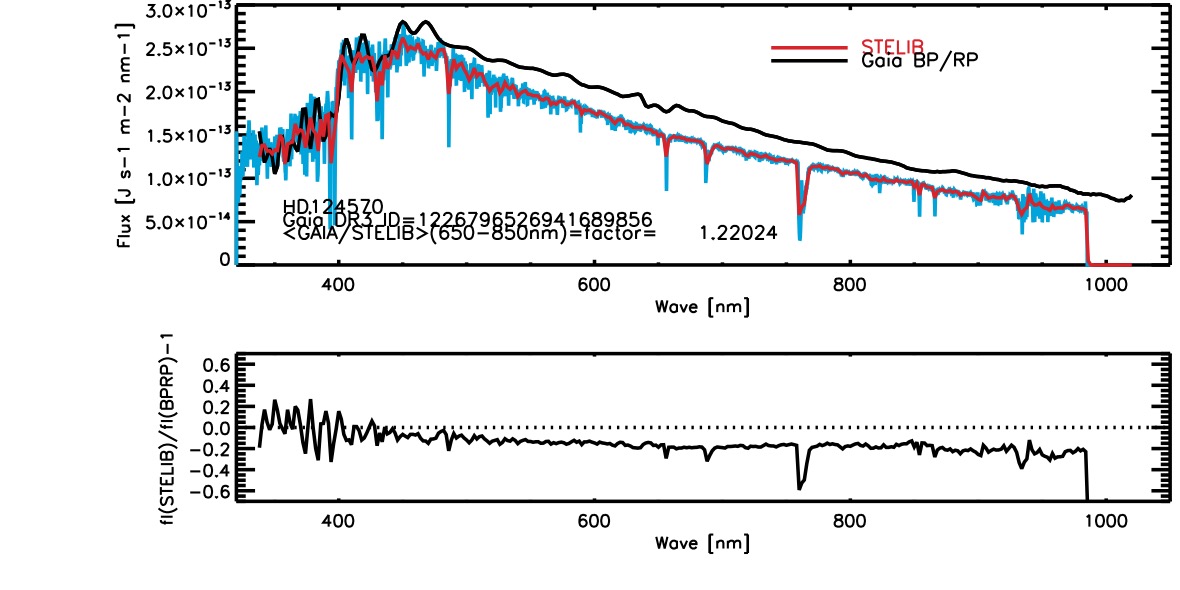 3.0×10−13
2.5×10−13
2.0×10−13
1.5×10−13
1.0×10−13
5.0×10−14
0
Flux [J s−1 m−2 nm−1]
STELIB
Gaia BP/RP
HD124570
Gaia DR3 ID=1226796526941689856
<GAIA/STELIB>(650−850nm)=factor= 1.22024
400 600 800 1000
Wave [nm]
0.6
0.4
0.2
0.0
−0.2
−0.4
−0.6
fl(STELIB)/fl(BPRP)−1
400 600 800 1000
Wave [nm]